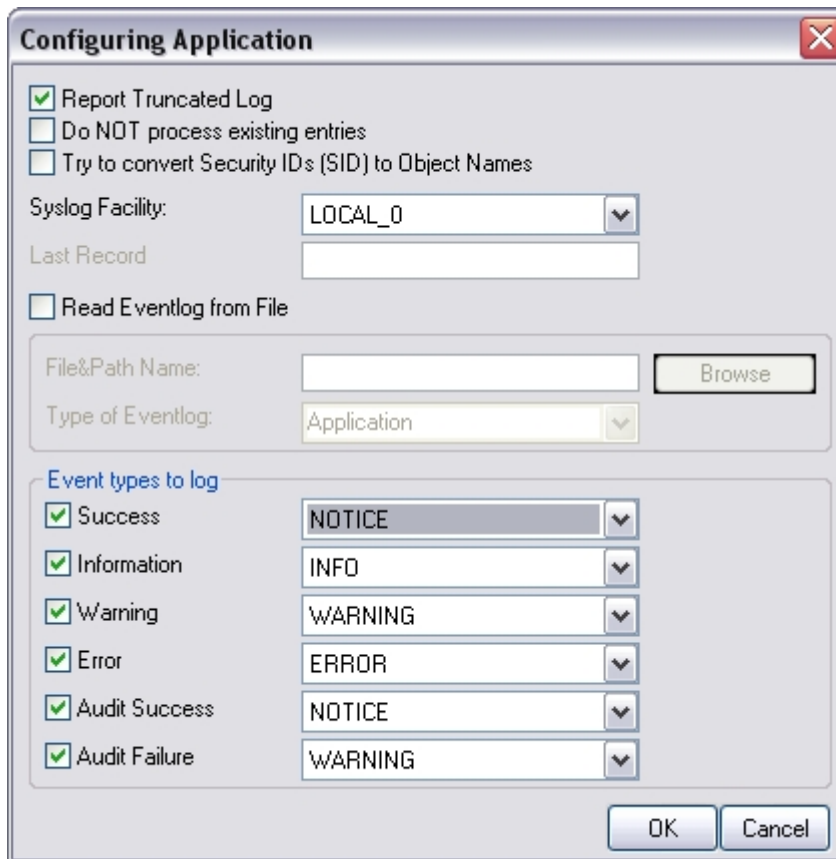 Configuring Application
Report Truncated Log
Do NOT process existing entries
Try to convert Security IDs (SID) to Object Names
Syslog Facility: LOCAL_0
Last Record
Read Eventlog from File
File&Path Name: Browse
Type of Eventlog: Application
Event types to log
Success NOTICE
Information INFO
Warning WARNING
Error ERROR
Audit Success NOTICE
Audit Failure WARNING
OK Cancel